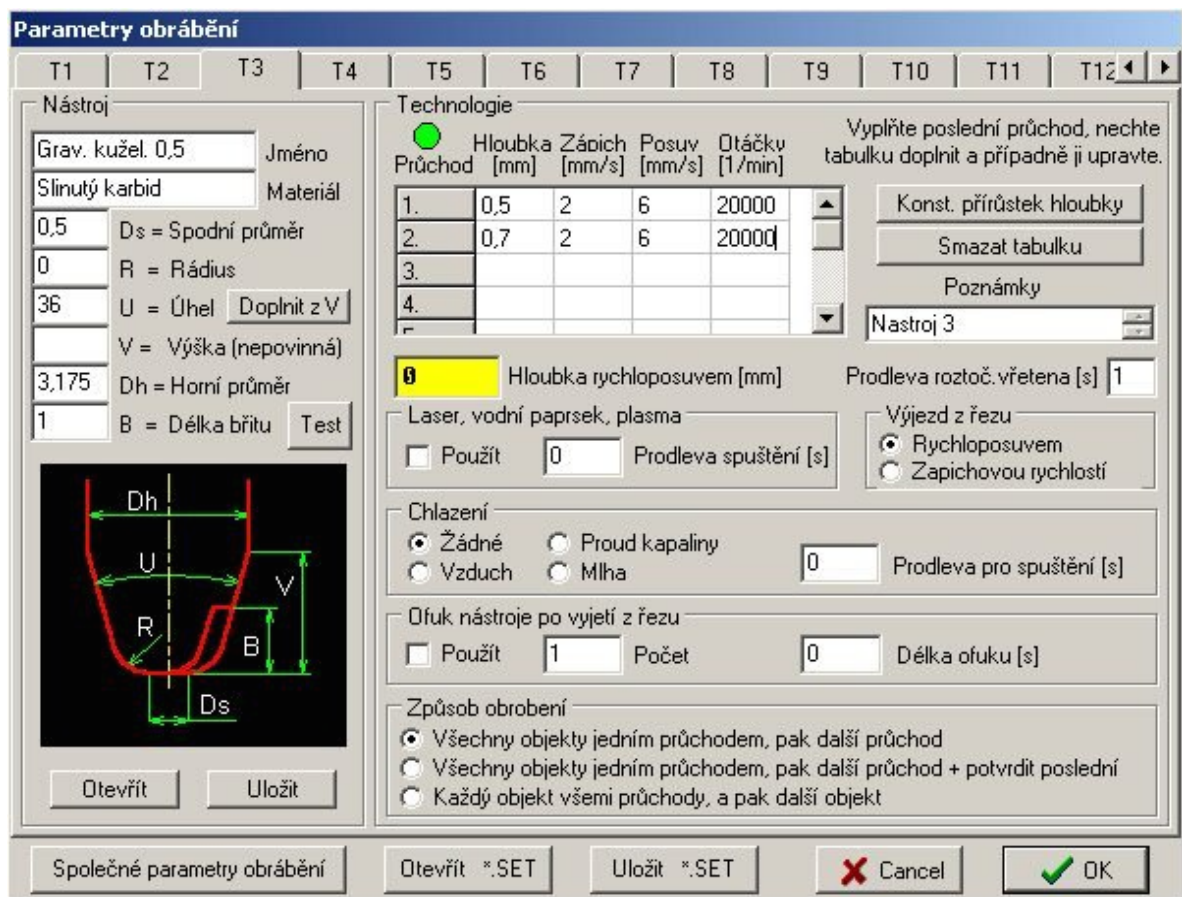 Parametry obrábění
T1 T2 T3 T4 T5 T6 T7 T8 T9 T10 T11 T12
Nástroj
Grav. kužel. 0,5 Jméno
Slinutý karbid Materiál
0,5 Ds = Spodní průměr
0 R = Rádius
36 U = Úhel Doplnit z V
V = Výška (nepovinná)
3,175 Dh = Horní průměr
1 B = Délka břitu Test
Dh
U
V
R
B
Ds
Otevřít Uložit
Technologie
Průchod Hloubka [mm] Zápich [mm/s] Posuv [mm/s] Otáčky [1/min]
1. 0,5 2 6 20000
2. 0,7 2 6 20000
3.
4.
Vyplňte poslední průchod, nechte
tabulku doplnit a případně ji upravte.
Konst. přírůstek hloubky
Smazat tabulku
Poznámky
Nastroj 3
0 Hloubka rychloposuvem [mm]
Prodleva roztoč.vřetena [s] 1
Laser, vodní paprsek, plasma
Použít 0 Prodleva spuštění [s]
Výjezd z řezu
Rychloposuvem
Zapichovou rychlostí
Chlazení
Žádné Proud kapaliny
Vzduch Mlha
0 Prodleva pro spuštění [s]
Ofuk nástroje po vyjetí z řezu
Použít 1 Počet 0 Délka ofuku [s]
Způsob obrobení
Všechny objekty jedním průchodem, pak další průchod
Všechny objekty jedním průchodem, pak další průchod + potvrdit poslední
Každý objekt všemi průchody, a pak další objekt
Společné parametry obrábění Otevřít *.SET Uložit *.SET Cancel OK